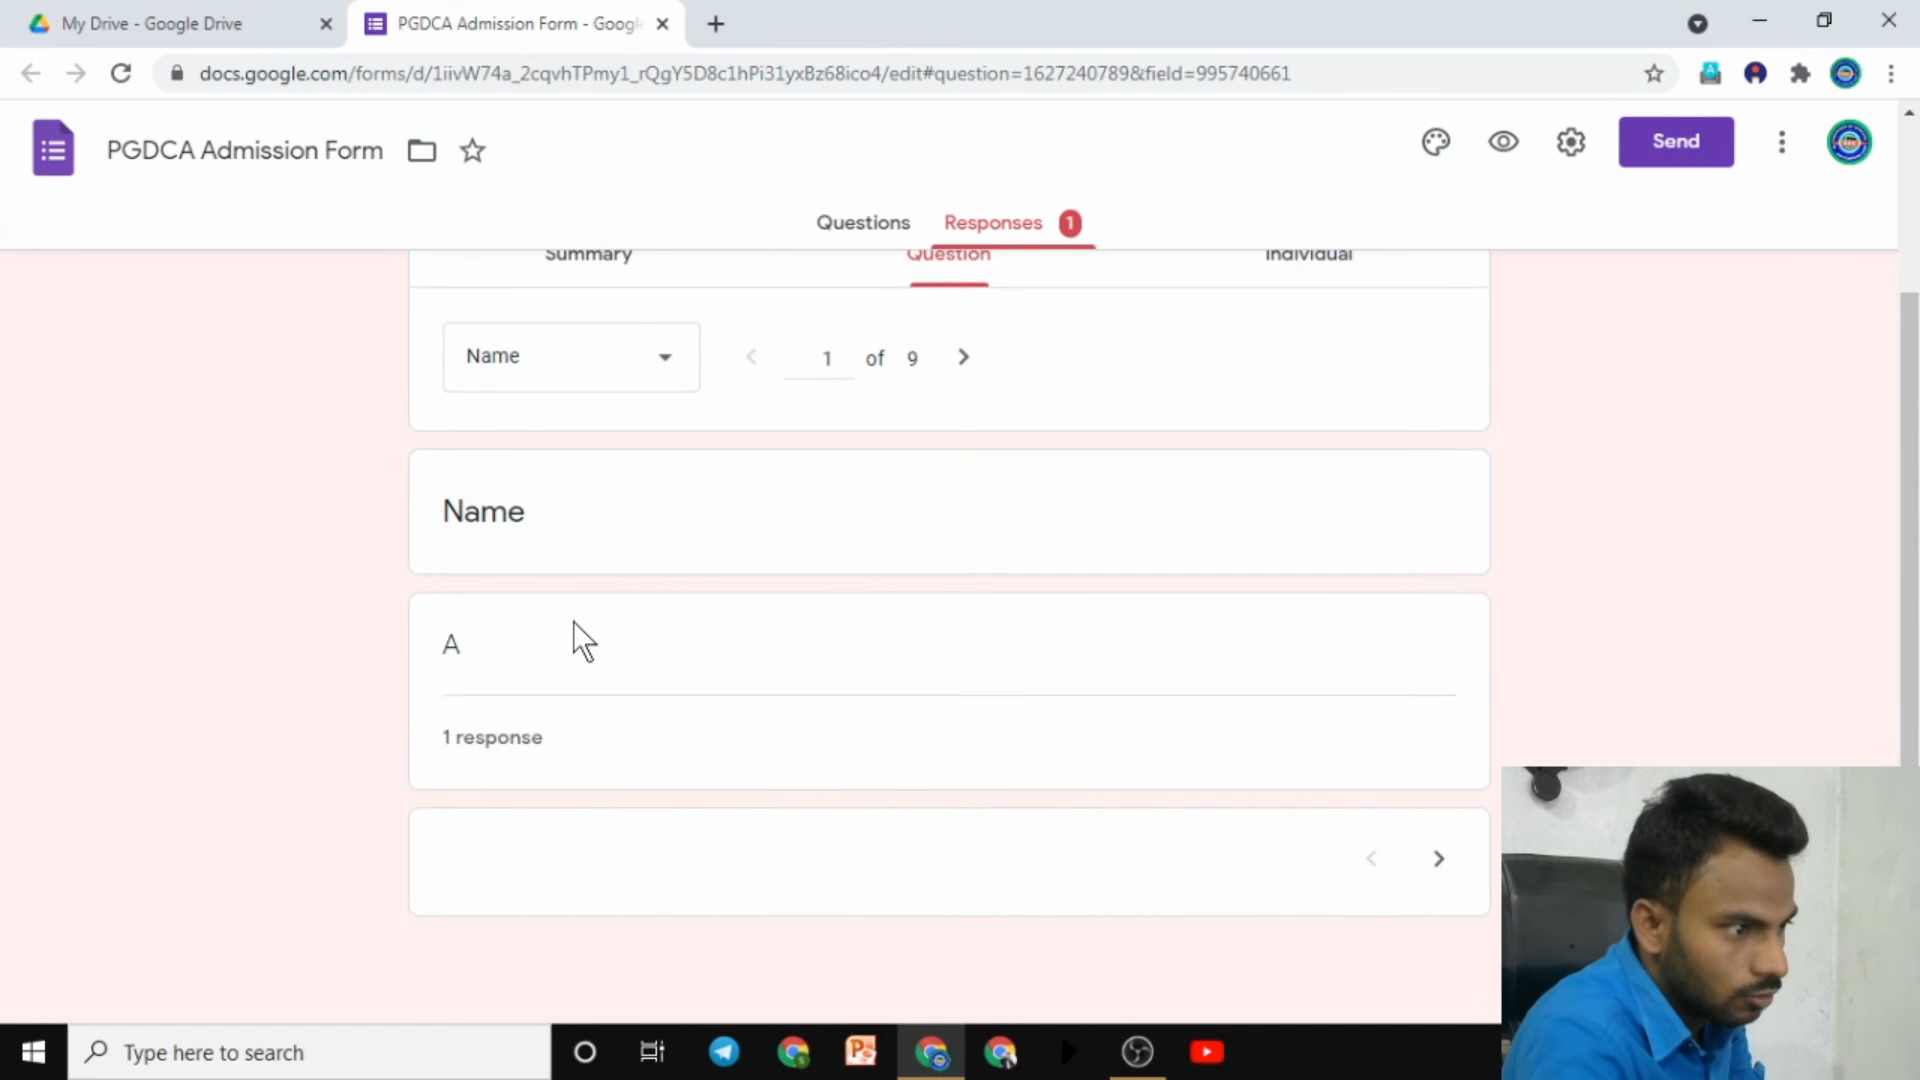 My Drive - Google Drive
PGDCA Admission Form - Googl
docs.google.com/forms/d/1iivW74a_2cqvhTPmy1_rQgY5D8c1hPi31yxBz68ico4/edit#question=1627240789&field=995740661
PGDCA Admission Form
Send
Questions
Responses
1
Summary
Question
Individual
Name
1 of 9
Name
A
1 response
Type here to search